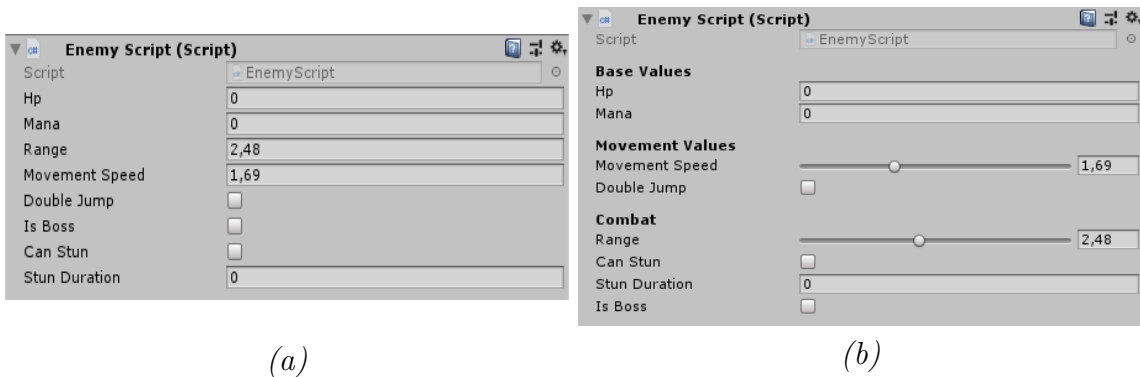 Enemy Script (Script)
Script EnemyScript
Hp 0
Mana 0
Range 2,48
Movement Speed 1,69
Double Jump
Is Boss
Can Stun
Stun Duration 0
(a)
Enemy Script (Script)
Script EnemyScript
Base Values
Hp 0
Mana 0
Movement Values
Movement Speed 1,69
Double Jump
Combat
Range 2,48
Can Stun
Stun Duration 0
Is Boss
(b)